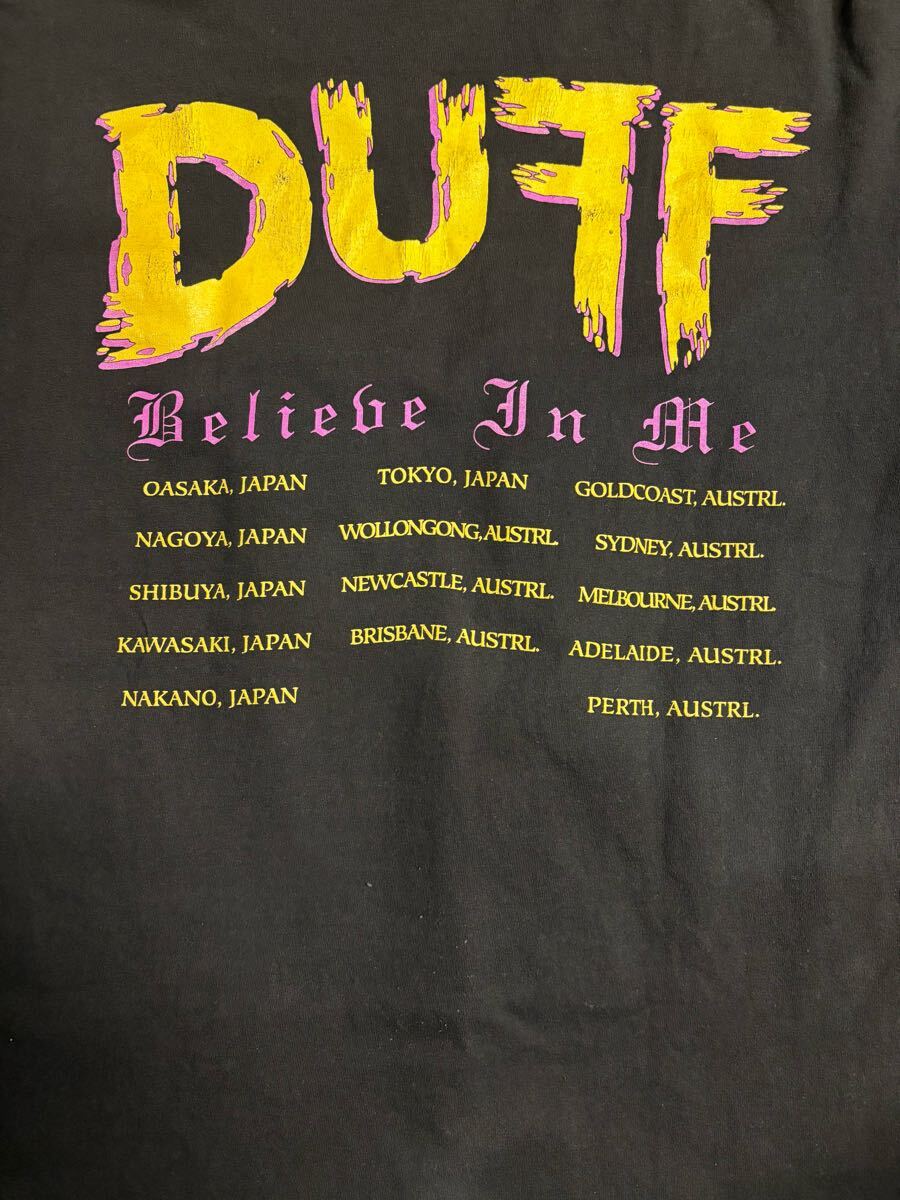 DUFF
Believe In Me
OASAKA, JAPAN
NAGOYA, JAPAN
SHIBUYA, JAPAN
KAWASAKI, JAPAN
NAKANO, JAPAN
TOKYO, JAPAN
WOLLONGONG, AUSTRL.
NEWCASTLE, AUSTRL.
BRISBANE, AUSTRL.
GOLDCOAST, AUSTRL.
SYDNEY, AUSTRL.
MELBOURNE, AUSTRL.
ADELAIDE, AUSTRL.
PERTH, AUSTRL.